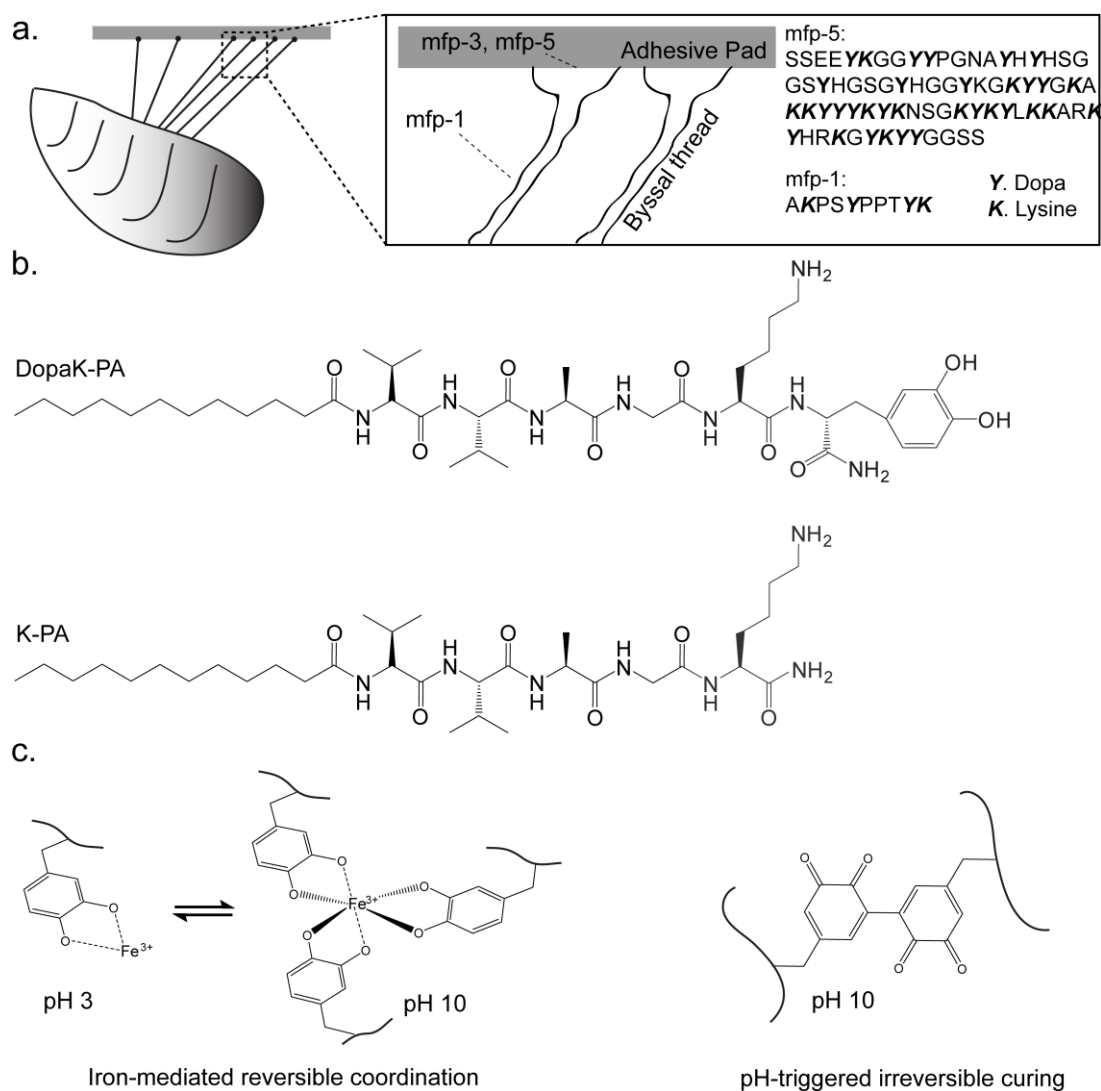 a.
mfp-3, mfp-5
Adhesive Pad
mfp-1
Byssal thread
mfp-5:
SSEEYKGGYYPGNAYHYHSG
GSYHGSGYHGGYKGKYYGKA
KKYYYKYKNSGKYKYLKKARK
YHRKGYKYYGGSS
mfp-1:
AKPSYPPTYK
Y. Dopa
K. Lysine
b.
DopaK-PA
O
H
N
O
H
N
O
H
N
O
H
N
O
H
N
O
H
N
O
NH2
NH2
OH
OH
K-PA
O
N
H
O
H
N
O
N
H
O
H
N
O
N
H
O
NH2
NH2
c.
O
O
Fe3+
pH 3
O
O
O
O
O
O
Fe3+
pH 10
O
O
O
O
pH 10
Iron-mediated reversible coordination
pH-triggered irreversible curing